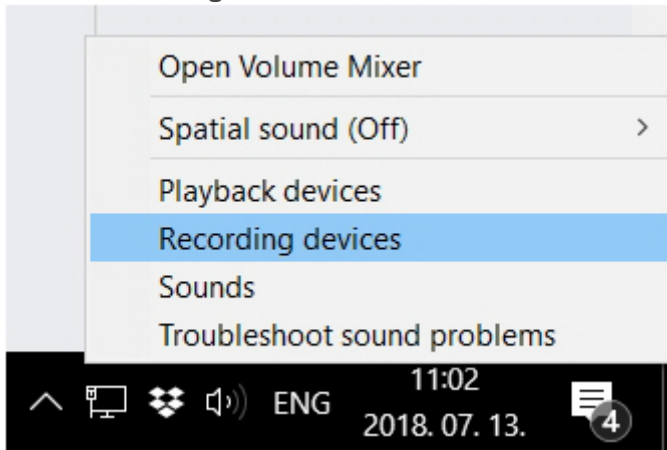 Open Volume Mixer
Spatial sound (Off)
Playback devices
Recording devices
Sounds
Troubleshoot sound problems
ENG
11:02
2018. 07. 13.
4